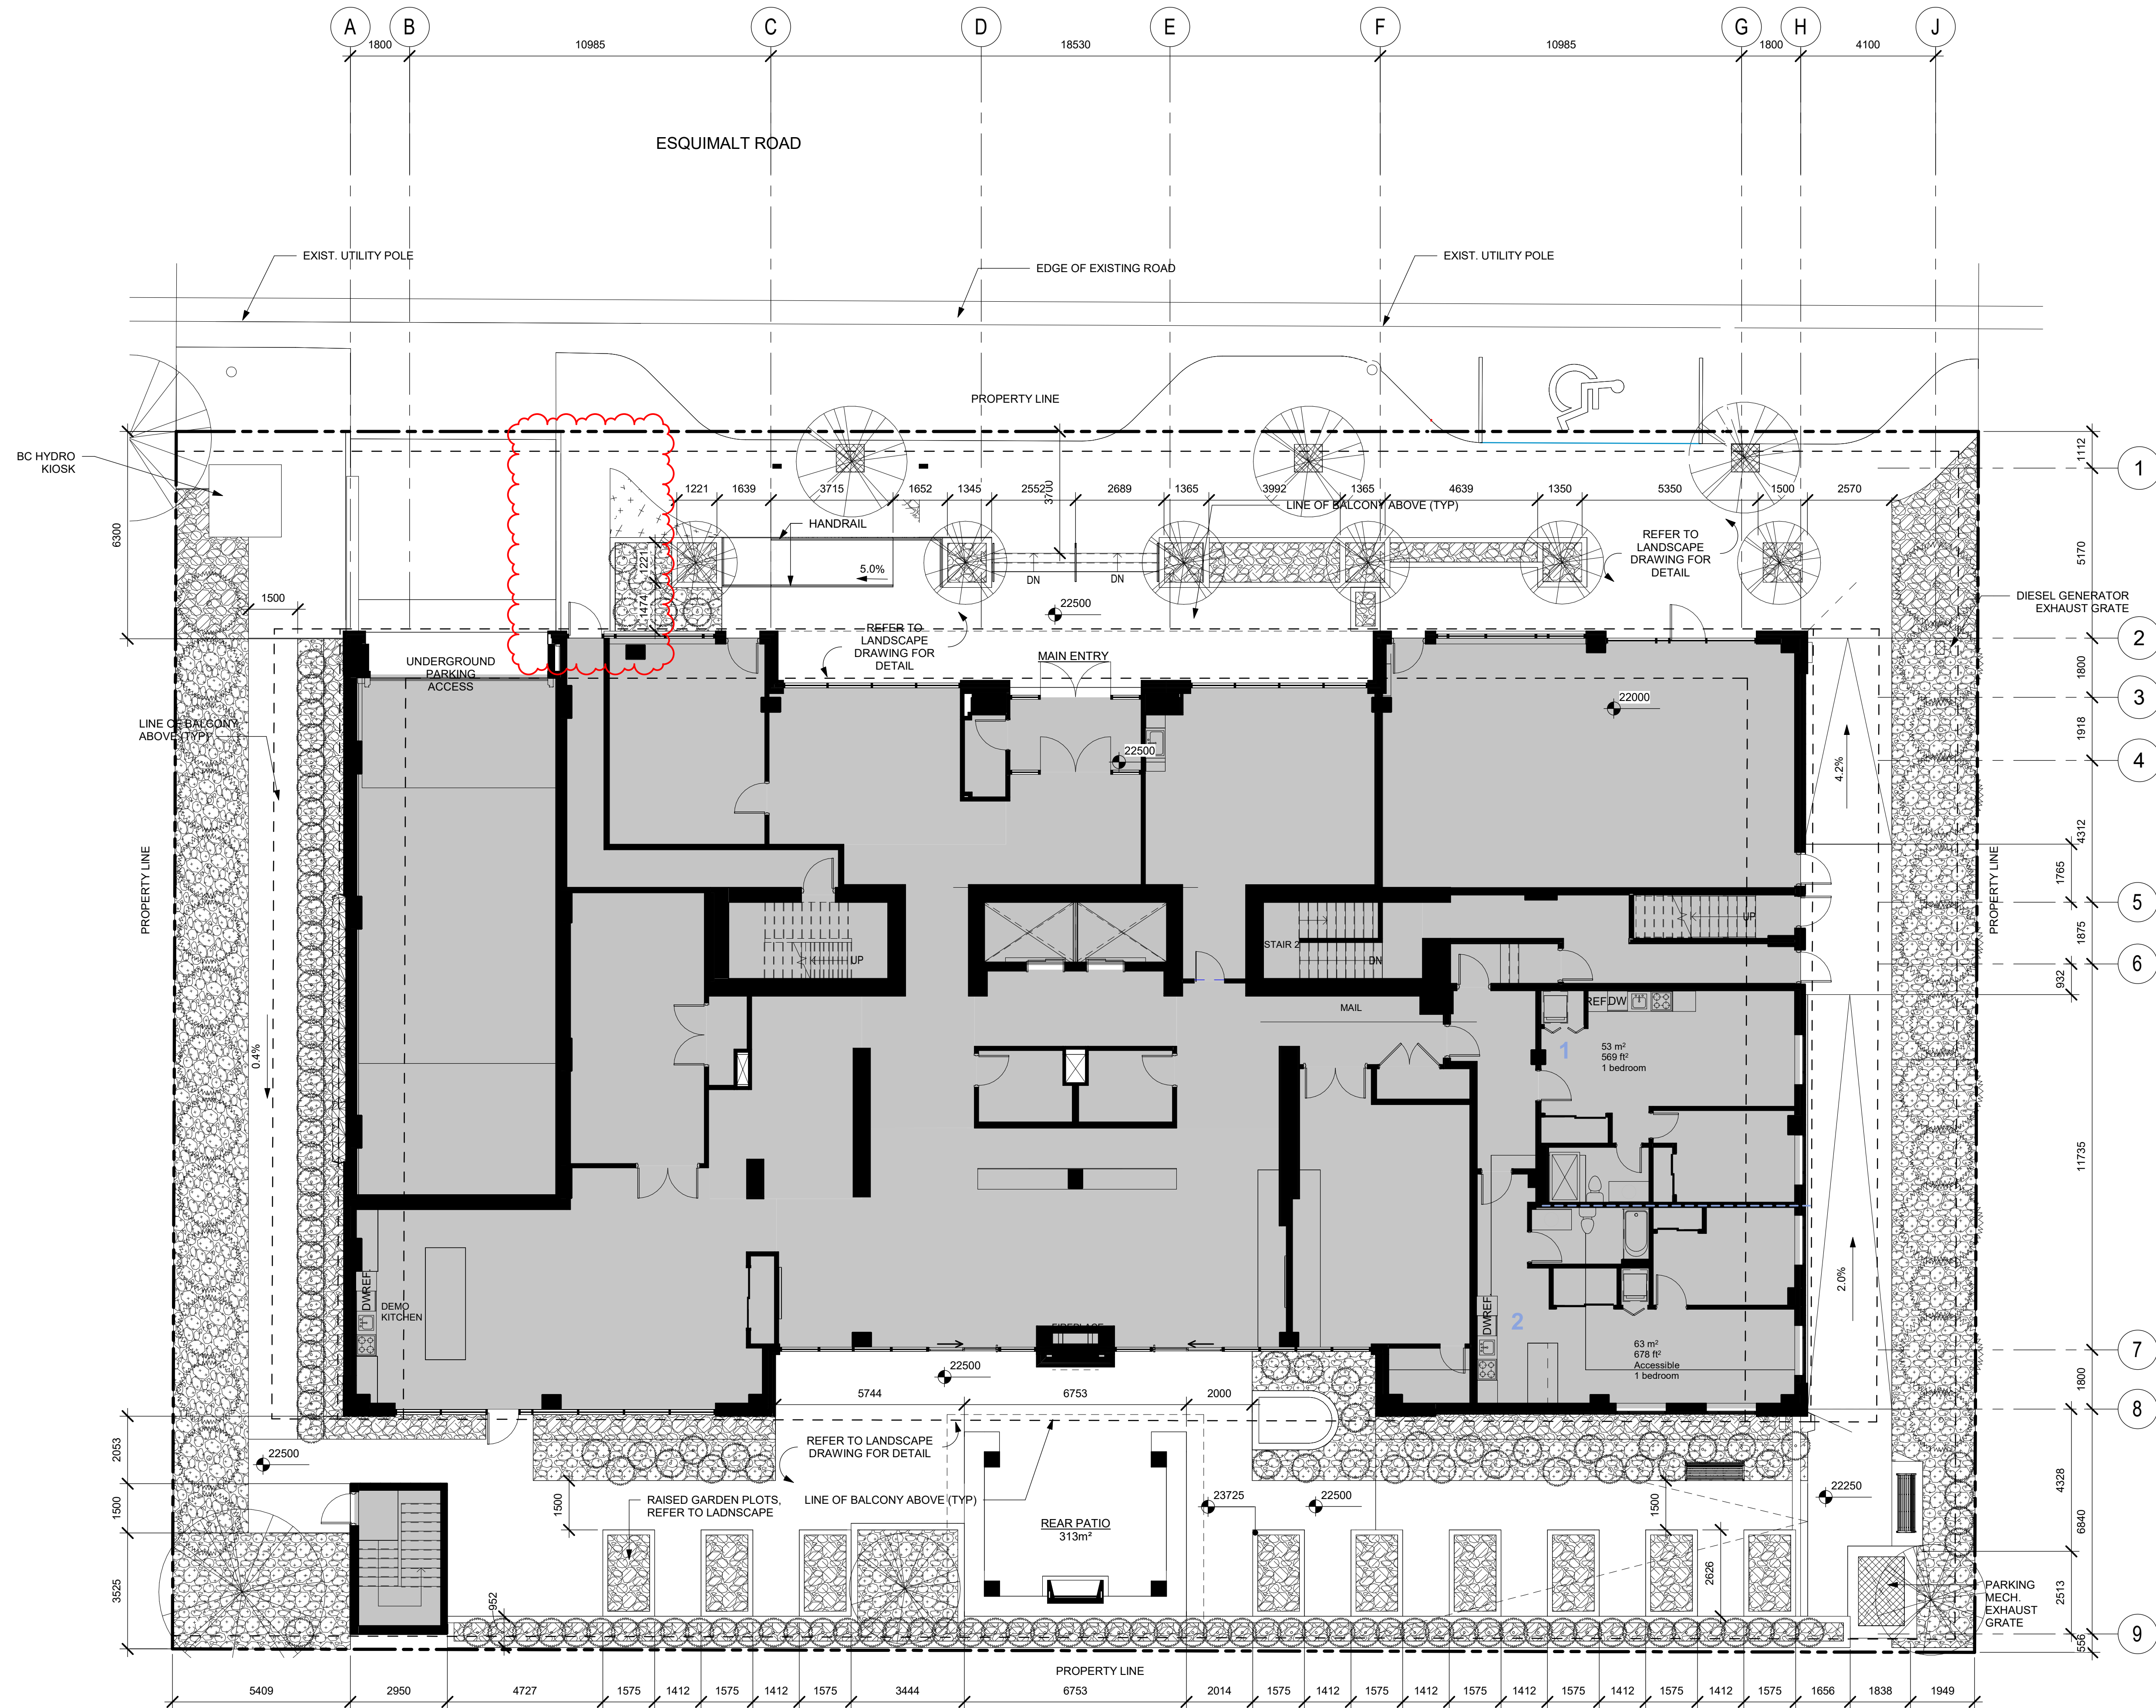 A B C D E F G H J
1800 10985 18530 10985 1800 4100
ESQUIMALT ROAD
EXIST. UTILITY POLE
EDGE OF EXISTING ROAD
EXIST. UTILITY POLE
PROPERTY LINE
BC HYDRO
KIOSK
1112
1
6300
1221 1639 3715 1652 1345 2552 2689 1365 3992 1365 4639 1350 5350 1500 2570
3700
LINE OF BALCONY ABOVE (TYP)
HANDRAIL
REFER TO
LANDSCAPE
DRAWING FOR
DETAIL
5170
1221
1474
5.0%
DN
DN
1500
22500
DIESEL GENERATOR
EXHAUST GRATE
REFER TO
LANDSCAPE
DRAWING FOR
DETAIL
2
MAIN ENTRY
UNDERGROUND
PARKING
ACCESS
1800
22000
3
LINE OF BALCONY
ABOVE (TYP)
1918
22500
4
4.2%
4312
PROPERTY LINE
PROPERTY LINE
1765
5
UP
1875
STAIR 2
UP
DN
6
932
MAIL
REF.DW
0.4%
1
53 m²
569 ft²
1 bedroom
11735
2.0%
DWREF.
DEMO
KITCHEN
FIREPLACE
DWREF.
2
63 m²
678 ft²
Accessible
1 bedroom
7
22500
1800
5744 6753 2000
8
2053
22500
REFER TO LANDSCAPE
DRAWING FOR DETAIL
4328
1500
RAISED GARDEN PLOTS,
REFER TO LADNSCAPE
LINE OF BALCONY ABOVE (TYP)
1500
23725
22500
1500
22250
6840
REAR PATIO
313m²
3525
952
2626
2513
PARKING
MECH.
EXHAUST
GRATE
556
9
PROPERTY LINE
5409 2950 4727 1575 1412 1575 1412 1575 3444 6753 2014 1575 1412 1575 1412 1575 1412 1575 1412 1575 1412 1575 1656 1838 1949